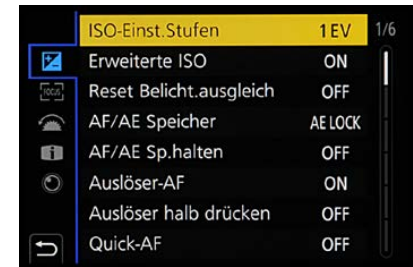 ISO-Einst.Stufen 1 EV 1/6
Erweiterte ISO ON
Reset Belicht.ausgleich OFF
FOCUS
AF/AE Speicher AE LOCK
AF/AE Sp.halten OFF
Auslöser-AF ON
Auslöser halb drücken OFF
Quick-AF OFF